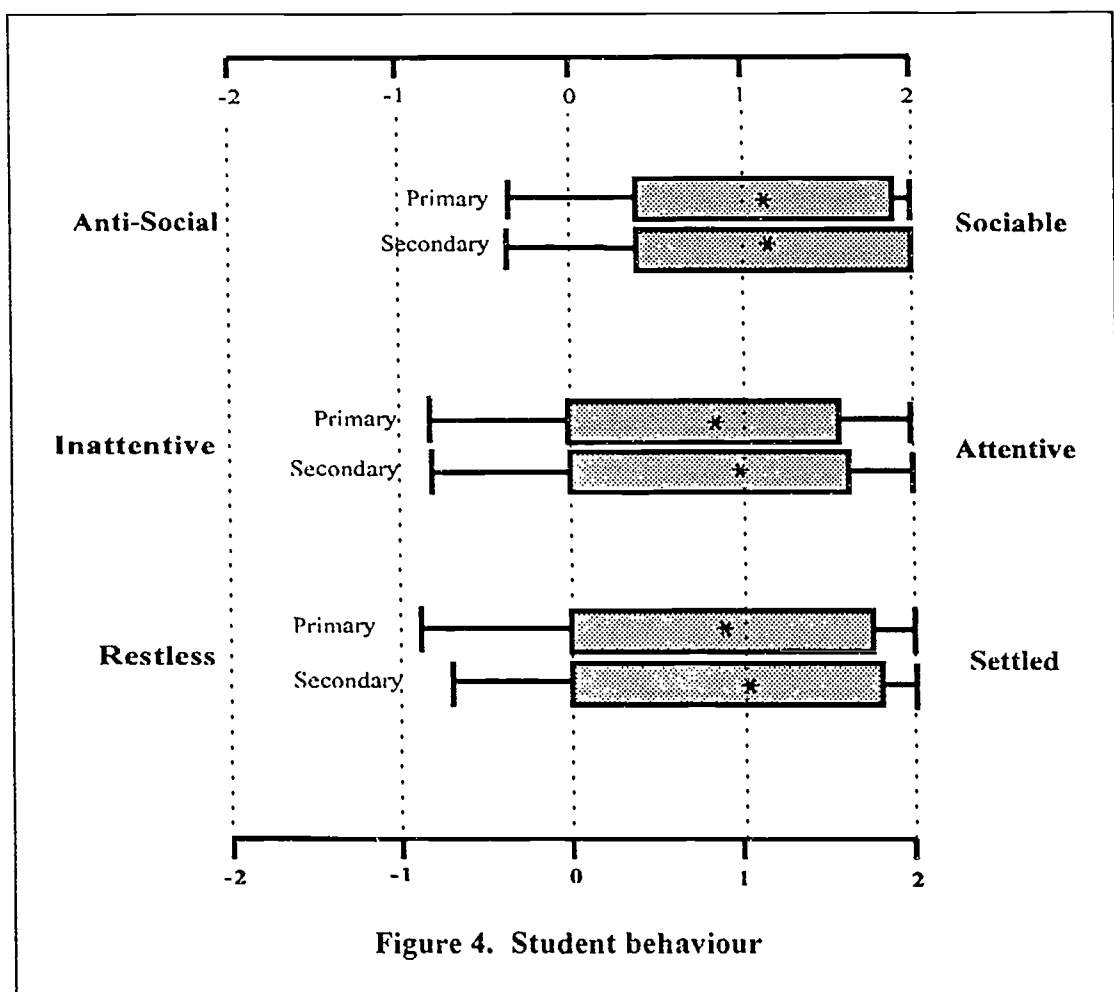 -2 -1 0 1 2
Primary
Anti-Social Sociable
Secondary
Primary
Inattentive Attentive
Secondary
Primary
Restless Settled
Secondary
-2 -1 0 1 2
Figure 4. Student behaviour